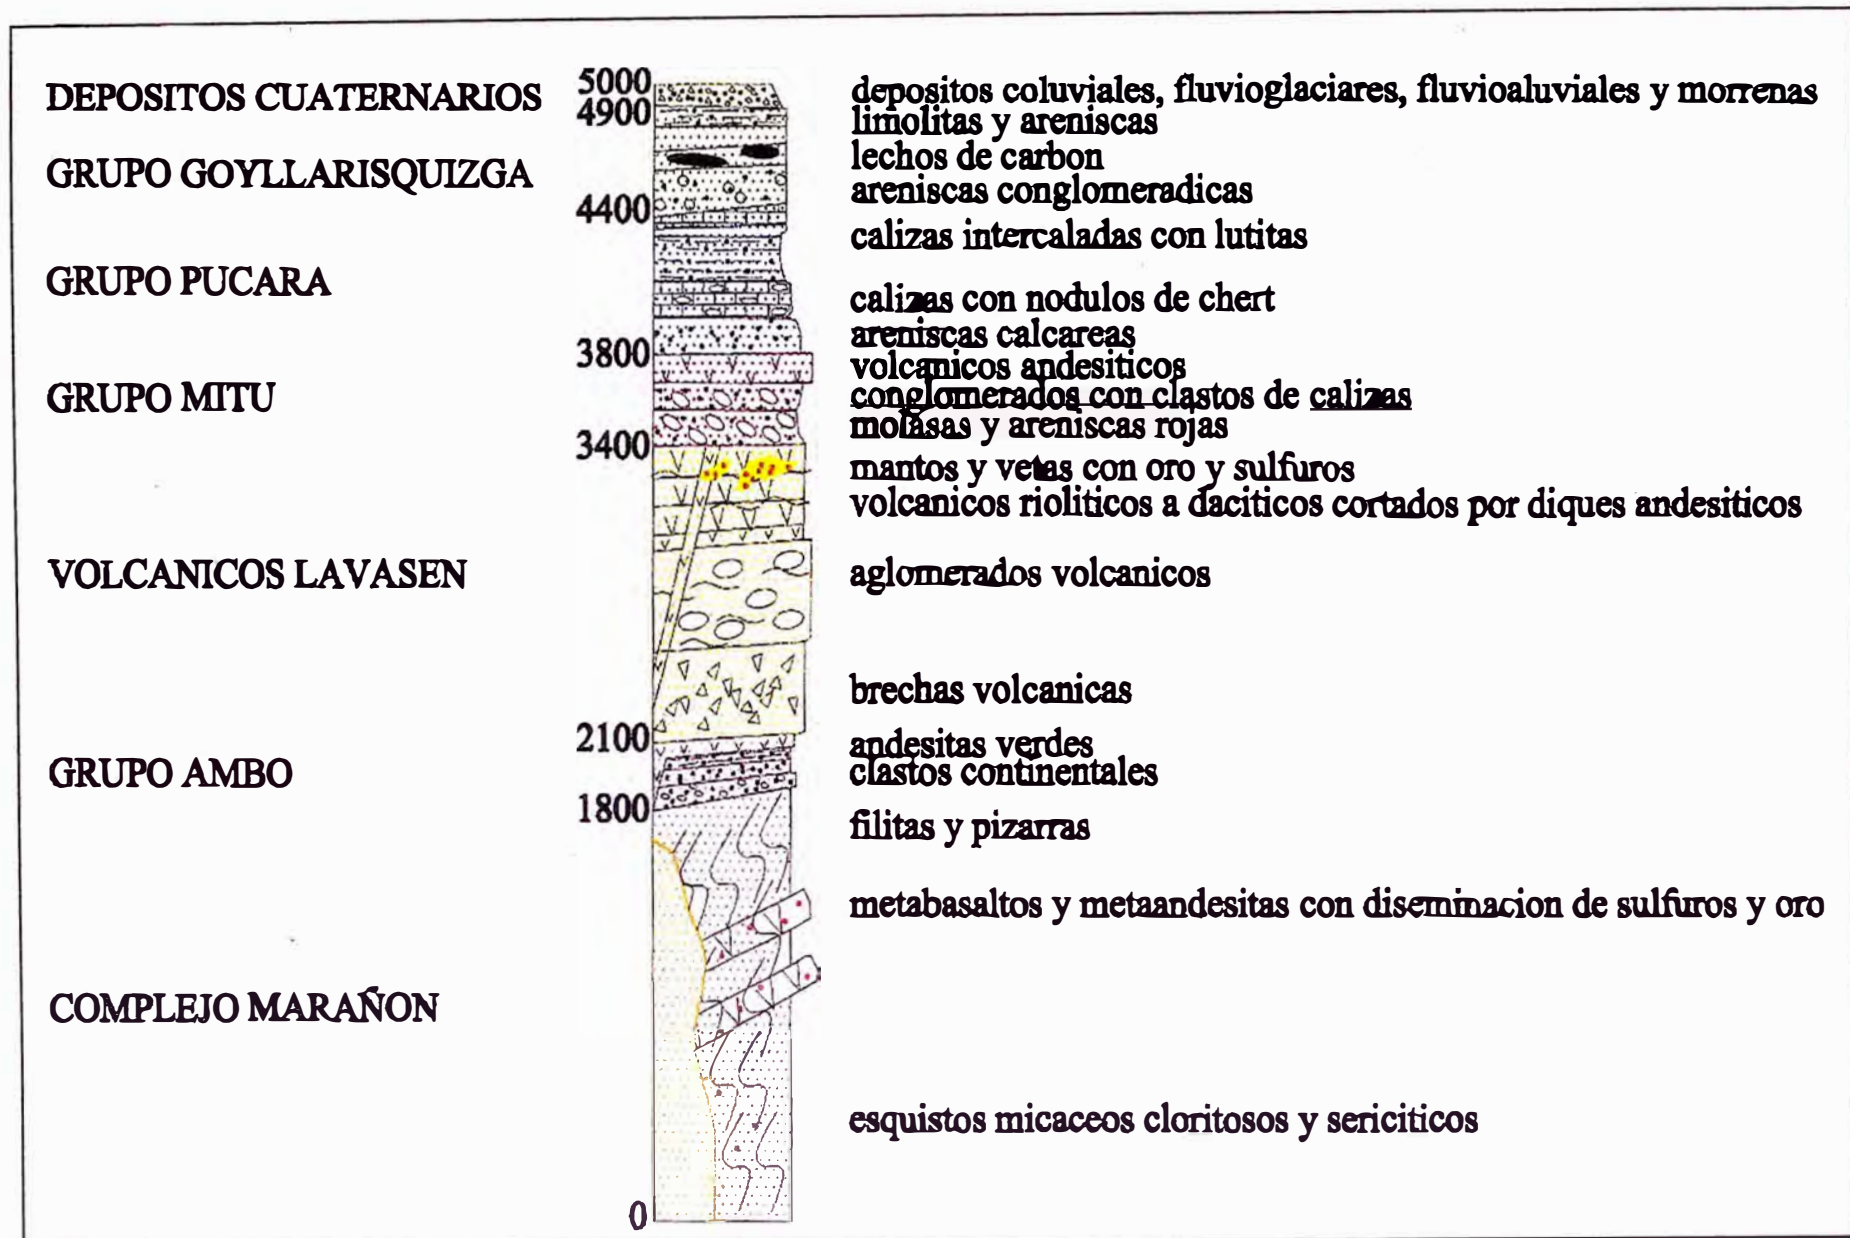 DEPOSITOS CUATERNARIOS
GRUPO GOYLLARISQUIZGA
GRUPO PUCARA
GRUPO MITU
VOLCANICOS LAVASEN
GRUPO AMBO
COMPLEJO MARAÑON
5000
4900
4400
3800
3400
2100
1800
0
depositos coluviales, fluvioglaciares, fluvioaluviales y morrenas
limolitas y areniscas
lechos de carbon
areniscas conglomeradicas
calizas intercaladas con lutitas
calizas con nodulos de chert
areniscas calcareas
volcanicos andesiticos
conglomerados con clastos de calizas
molasas y areniscas rojas
mantos y vetas con oro y sulfuros
volcanicos rioliticos a daciticos cortados por diques andesiticos
aglomerados volcanicos
brechas volcanicas
andesitas verdes
clastos continentales
filitas y pizarras
metabasaltos y metaandesitas con diseminacion de sulfuros y oro
esquistos micaceos cloritosos y sericiticos